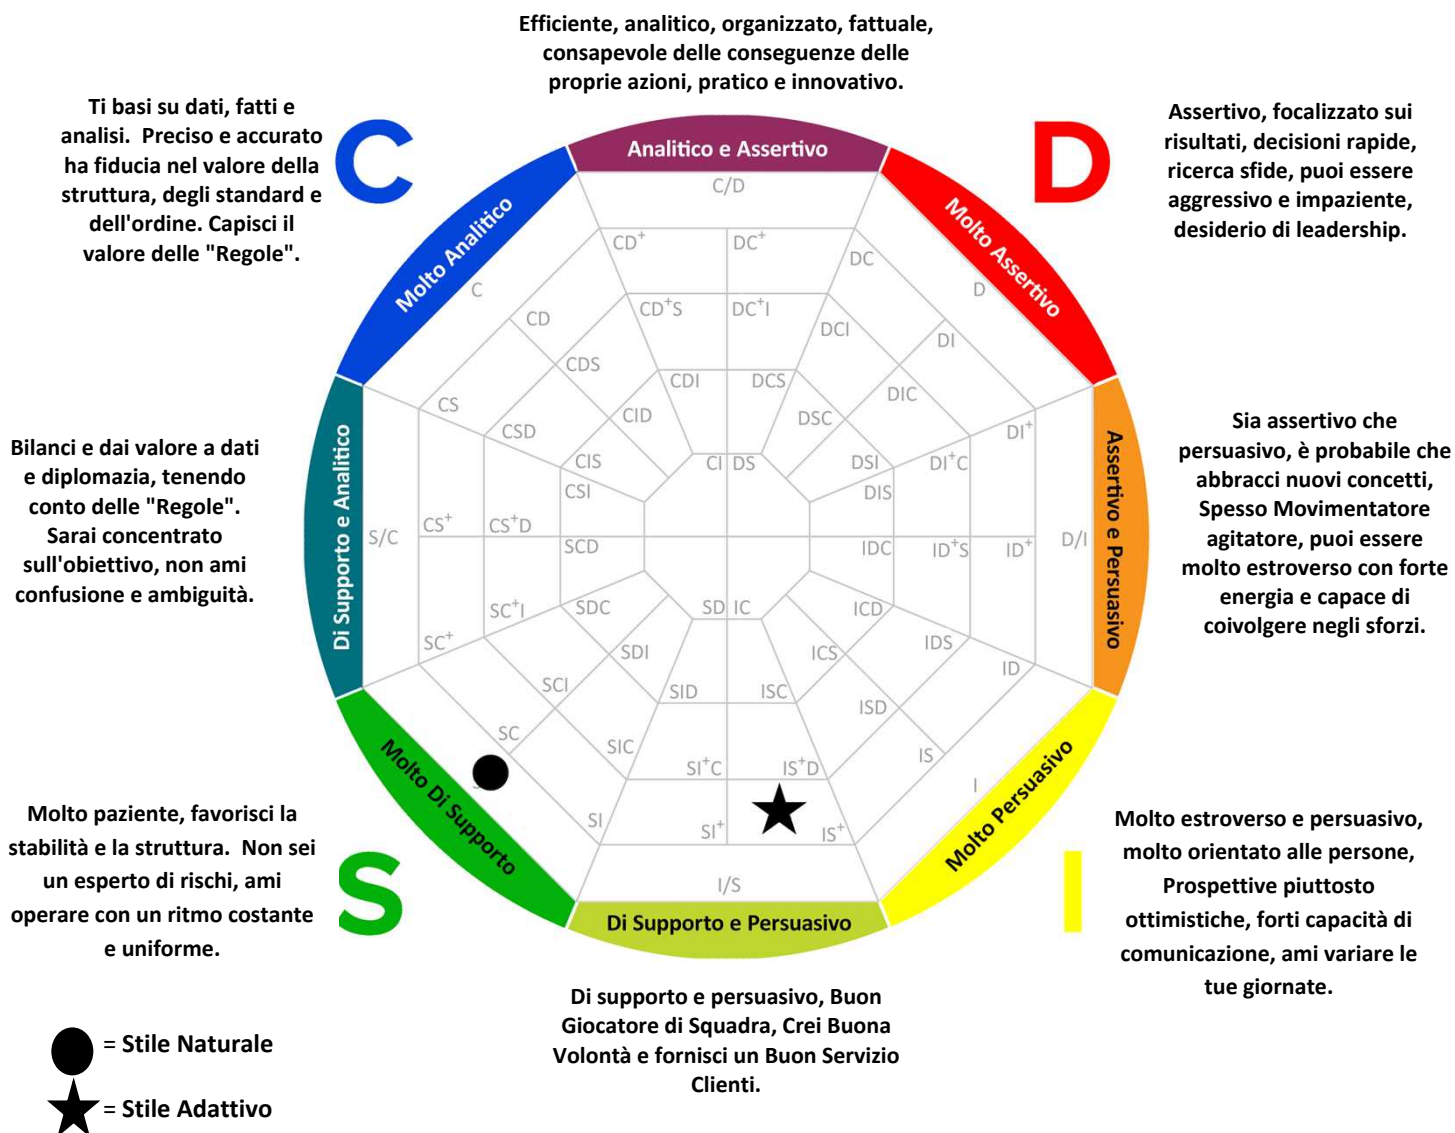 Efficiente, analitico, organizzato, fattuale,
consapevole delle conseguenze delle
proprie azioni, pratico e innovativo.
Ti basi su dati, fatti e
analisi.  Preciso e accurato
ha fiducia nel valore della
struttura, degli standard e
dell'ordine. Capisci il
valore delle "Regole".
C
D
Assertivo, focalizzato sui
risultati, decisioni rapide,
ricerca sfide, puoi essere
aggressivo e impaziente,
desiderio di leadership.
Analitico e Assertivo
Molto Analitico
Molto Assertivo
C/D
CD+
DC+
DC
C
D
CD+S
DC+I
DCI
CD
DI
CDS
CDI
DCS
DIC
CS
CID
DSC
CSD
DI+
CIS
CI
DS
DSI
DI+C
CSI
DIS
Bilanci e dai valore a dati
e diplomazia, tenendo
conto delle "Regole".
Sarai concentrato
sull'obiettivo, non ami
confusione e ambiguità.
Di Supporto e Analitico
S/C
CS+
CS+D
SCD
IDC
ID+S
ID+
D/I
Assertivo e Persuasivo
Sia assertivo che
persuasivo, è probabile che
abbracci nuovi concetti,
Spesso Movimentatore
agitatore, puoi essere
molto estroverso con forte
energia e capace di
coivolgere negli sforzi.
SC+I
SDC
SD
IC
ICD
SC+
SDI
ICS
IDS
SCI
SID
ISC
ID
SC
SIC
ISD
SI+C
IS+D
IS
I
SI
SI+
IS+
I/S
Molto Di Supporto
Molto Persuasivo
Di Supporto e Persuasivo
Molto paziente, favorisci la
stabilità e la struttura.  Non sei
un esperto di rischi, ami
operare con un ritmo costante
e uniforme.
S
I
Molto estroverso e persuasivo,
molto orientato alle persone,
Prospettive piuttosto
ottimistiche, forti capacità di
comunicazione, ami variare le
tue giornate.
Di supporto e persuasivo, Buon
Giocatore di Squadra, Crei Buona
Volontà e fornisci un Buon Servizio
Clienti.
= Stile Naturale
= Stile Adattivo